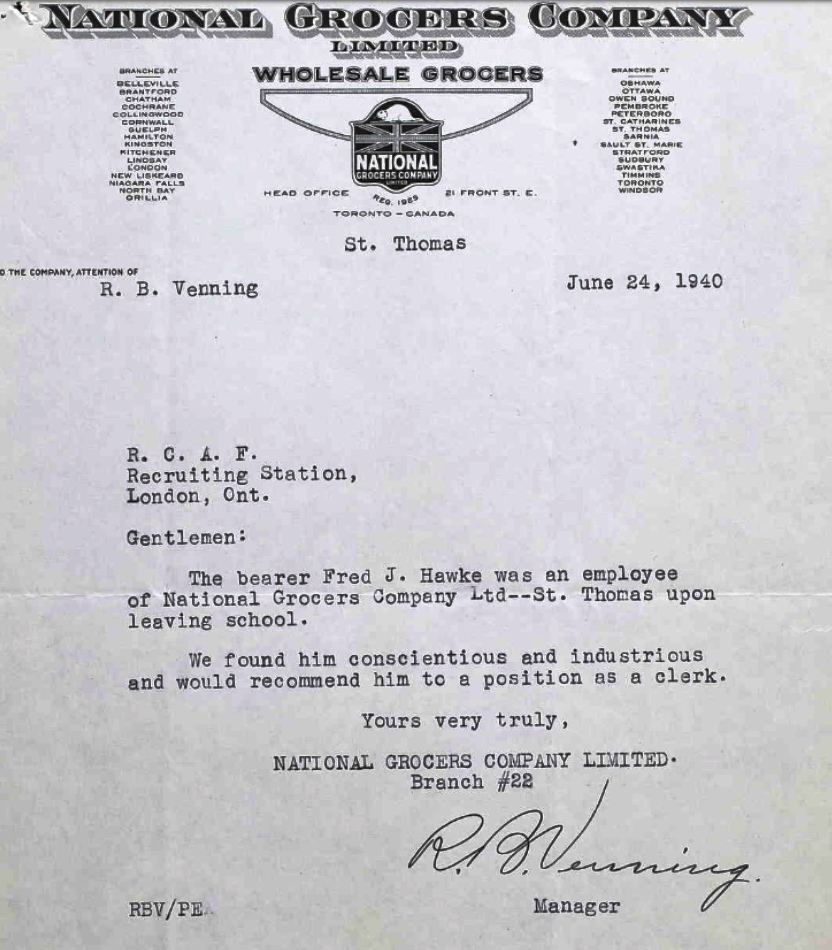 NATIONAL GROCERS COMPANY
LIMITED
WHOLESALE GROCERS
BRANCHES AT
BELLEVILLE
BRANTFORD
CHATHAM
COCHRANE
COLLINGWOOD
CORNWALL
GUELPH
HAMILTON
KINGSTON
KITCHENER
LINDSAY
LONDON
NEW LISKEARD
NIAGARA FALLS
NORTH BAY
ORILLIA
NATIONAL
GROCERS COMPANY
LIMITED
REG. 1925
HEAD OFFICE 21 FRONT ST. E.
TORONTO - CANADA
BRANCHES AT
OSHAWA
OTTAWA
OWEN SOUND
PEMBROKE
PETERBORO
ST. CATHARINES
ST. THOMAS
SARNIA
SAULT ST. MARIE
STRATFORD
SUDBURY
SWASTIKA
TIMMINS
TORONTO
WINDSOR
St. Thomas
O THE COMPANY, ATTENTION OF
R. B. Venning
June 24, 1940
R. C. A. F.
Recruiting Station,
London, Ont.
Gentlemen:
The bearer Fred J. Hawke was an employee
of National Grocers Company Ltd--St. Thomas upon
leaving school.
We found him conscientious and industrious
and would recommend him to a position as a clerk.
Yours very truly,
NATIONAL GROCERS COMPANY LIMITED.
Branch #22
R. B. Venning.
RBV/PE
Manager